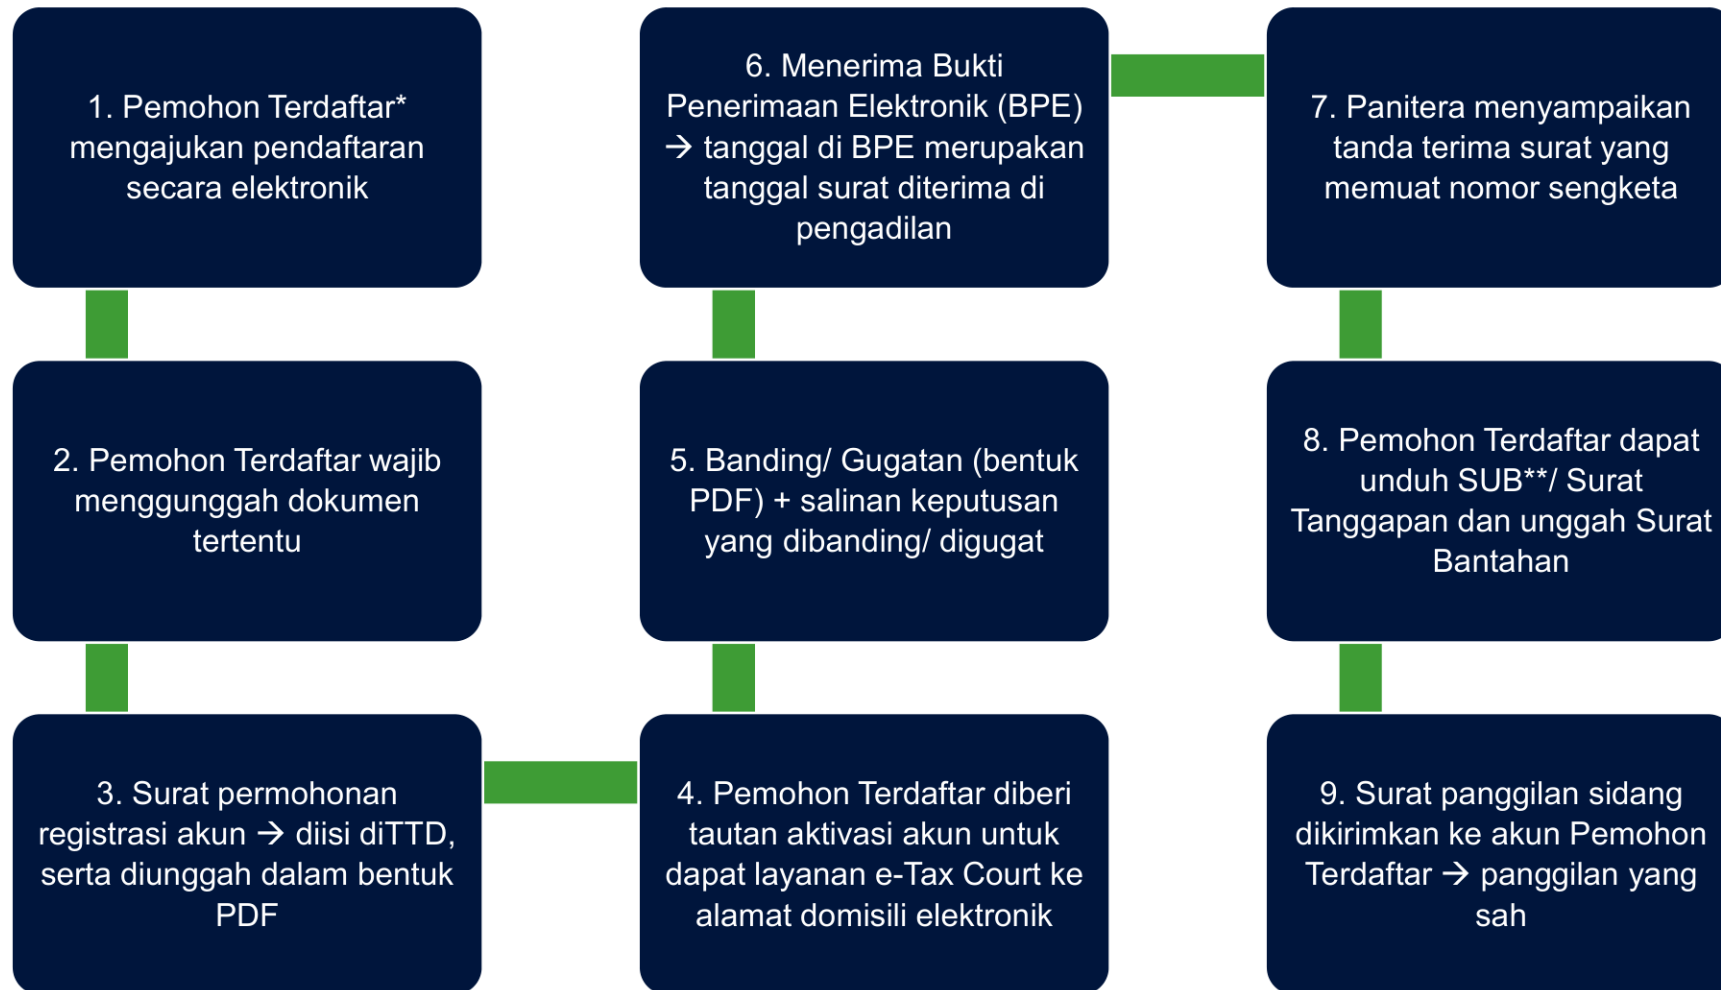 1. Pemohon Terdaftar*
mengajukan pendaftaran
secara elektronik
2. Pemohon Terdaftar wajib
menggunggah dokumen
tertentu
3. Surat permohonan
registrasi akun → diisi diTTD,
serta diunggah dalam bentuk
PDF
4. Pemohon Terdaftar diberi
tautan aktivasi akun untuk
dapat layanan e-Tax Court ke
alamat domisili elektronik
5. Banding/ Gugatan (bentuk
PDF) + salinan keputusan
yang dibanding/ digugat
6. Menerima Bukti
Penerimaan Elektronik (BPE)
→ tanggal di BPE merupakan
tanggal surat diterima di
pengadilan
7. Panitera menyampaikan
tanda terima surat yang
memuat nomor sengketa
8. Pemohon Terdaftar dapat
unduh SUB**/ Surat
Tanggapan dan unggah Surat
Bantahan
9. Surat panggilan sidang
dikirimkan ke akun Pemohon
Terdaftar → panggilan yang
sah